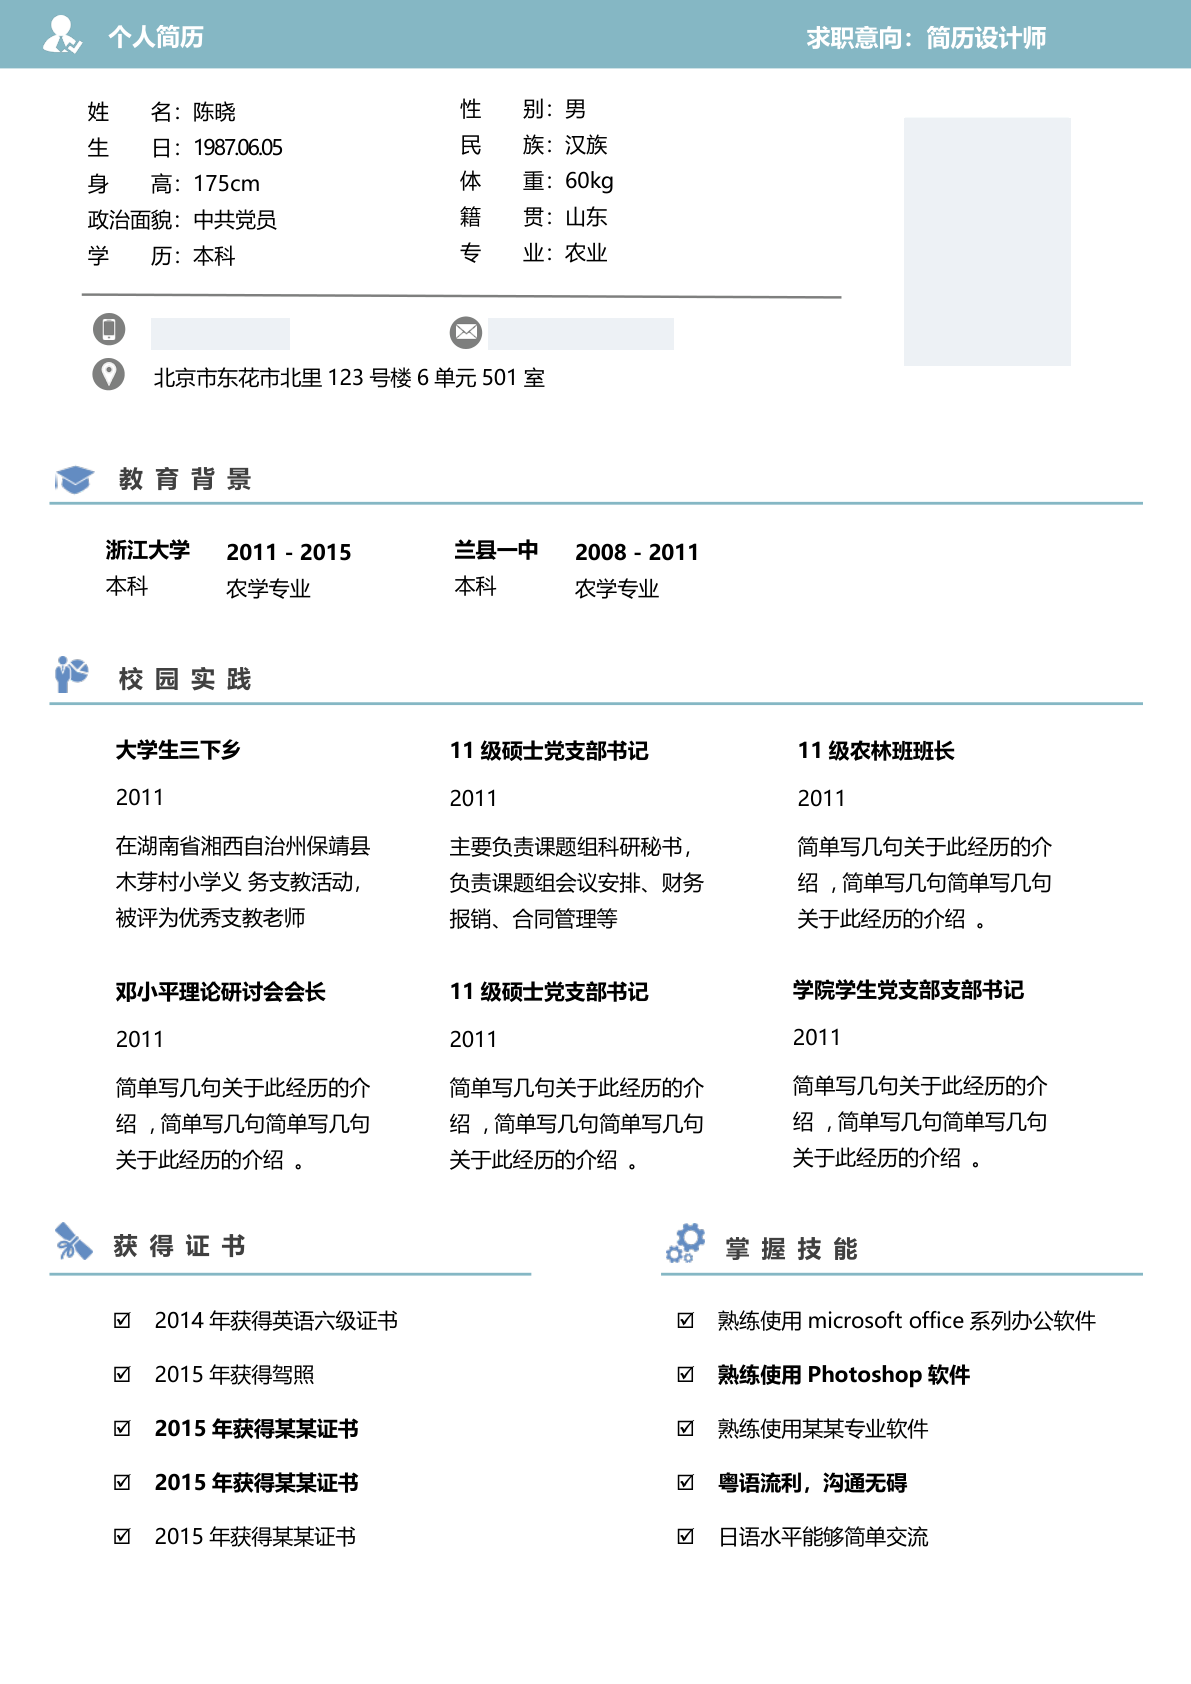 个人简历
求职意向：简历设计师
姓　　名：陈晓
生　　日：1987.06.05
身　　高：175cm
政治面貌：中共党员
学　　历：本科
性　　别：男
民　　族：汉族
体　　重：60kg
籍　　贯：山东
专　　业：农业
北京市东花市北里 123 号楼 6 单元 501 室
教育背景
浙江大学 2011 - 2015
本科 农学专业
兰县一中 2008 - 2011
本科 农学专业
校园实践
大学生三下乡
2011
在湖南省湘西自治州保靖县
木芽村小学义 务支教活动，
被评为优秀支教老师
11 级硕士党支部书记
2011
主要负责课题组科研秘书，
负责课题组会议安排、财务
报销、合同管理等
11 级农林班班长
2011
简单写几句关于此经历的介
绍 ，简单写几句简单写几句
关于此经历的介绍 。
邓小平理论研讨会会长
2011
简单写几句关于此经历的介
绍 ，简单写几句简单写几句
关于此经历的介绍 。
11 级硕士党支部书记
2011
简单写几句关于此经历的介
绍 ，简单写几句简单写几句
关于此经历的介绍 。
学院学生党支部支部书记
2011
简单写几句关于此经历的介
绍 ，简单写几句简单写几句
关于此经历的介绍 。
获得证书
2014 年获得英语六级证书
2015 年获得驾照
2015 年获得某某证书
2015 年获得某某证书
2015 年获得某某证书
掌握技能
熟练使用 microsoft office 系列办公软件
熟练使用 Photoshop 软件
熟练使用某某专业软件
粤语流利，沟通无碍
日语水平能够简单交流